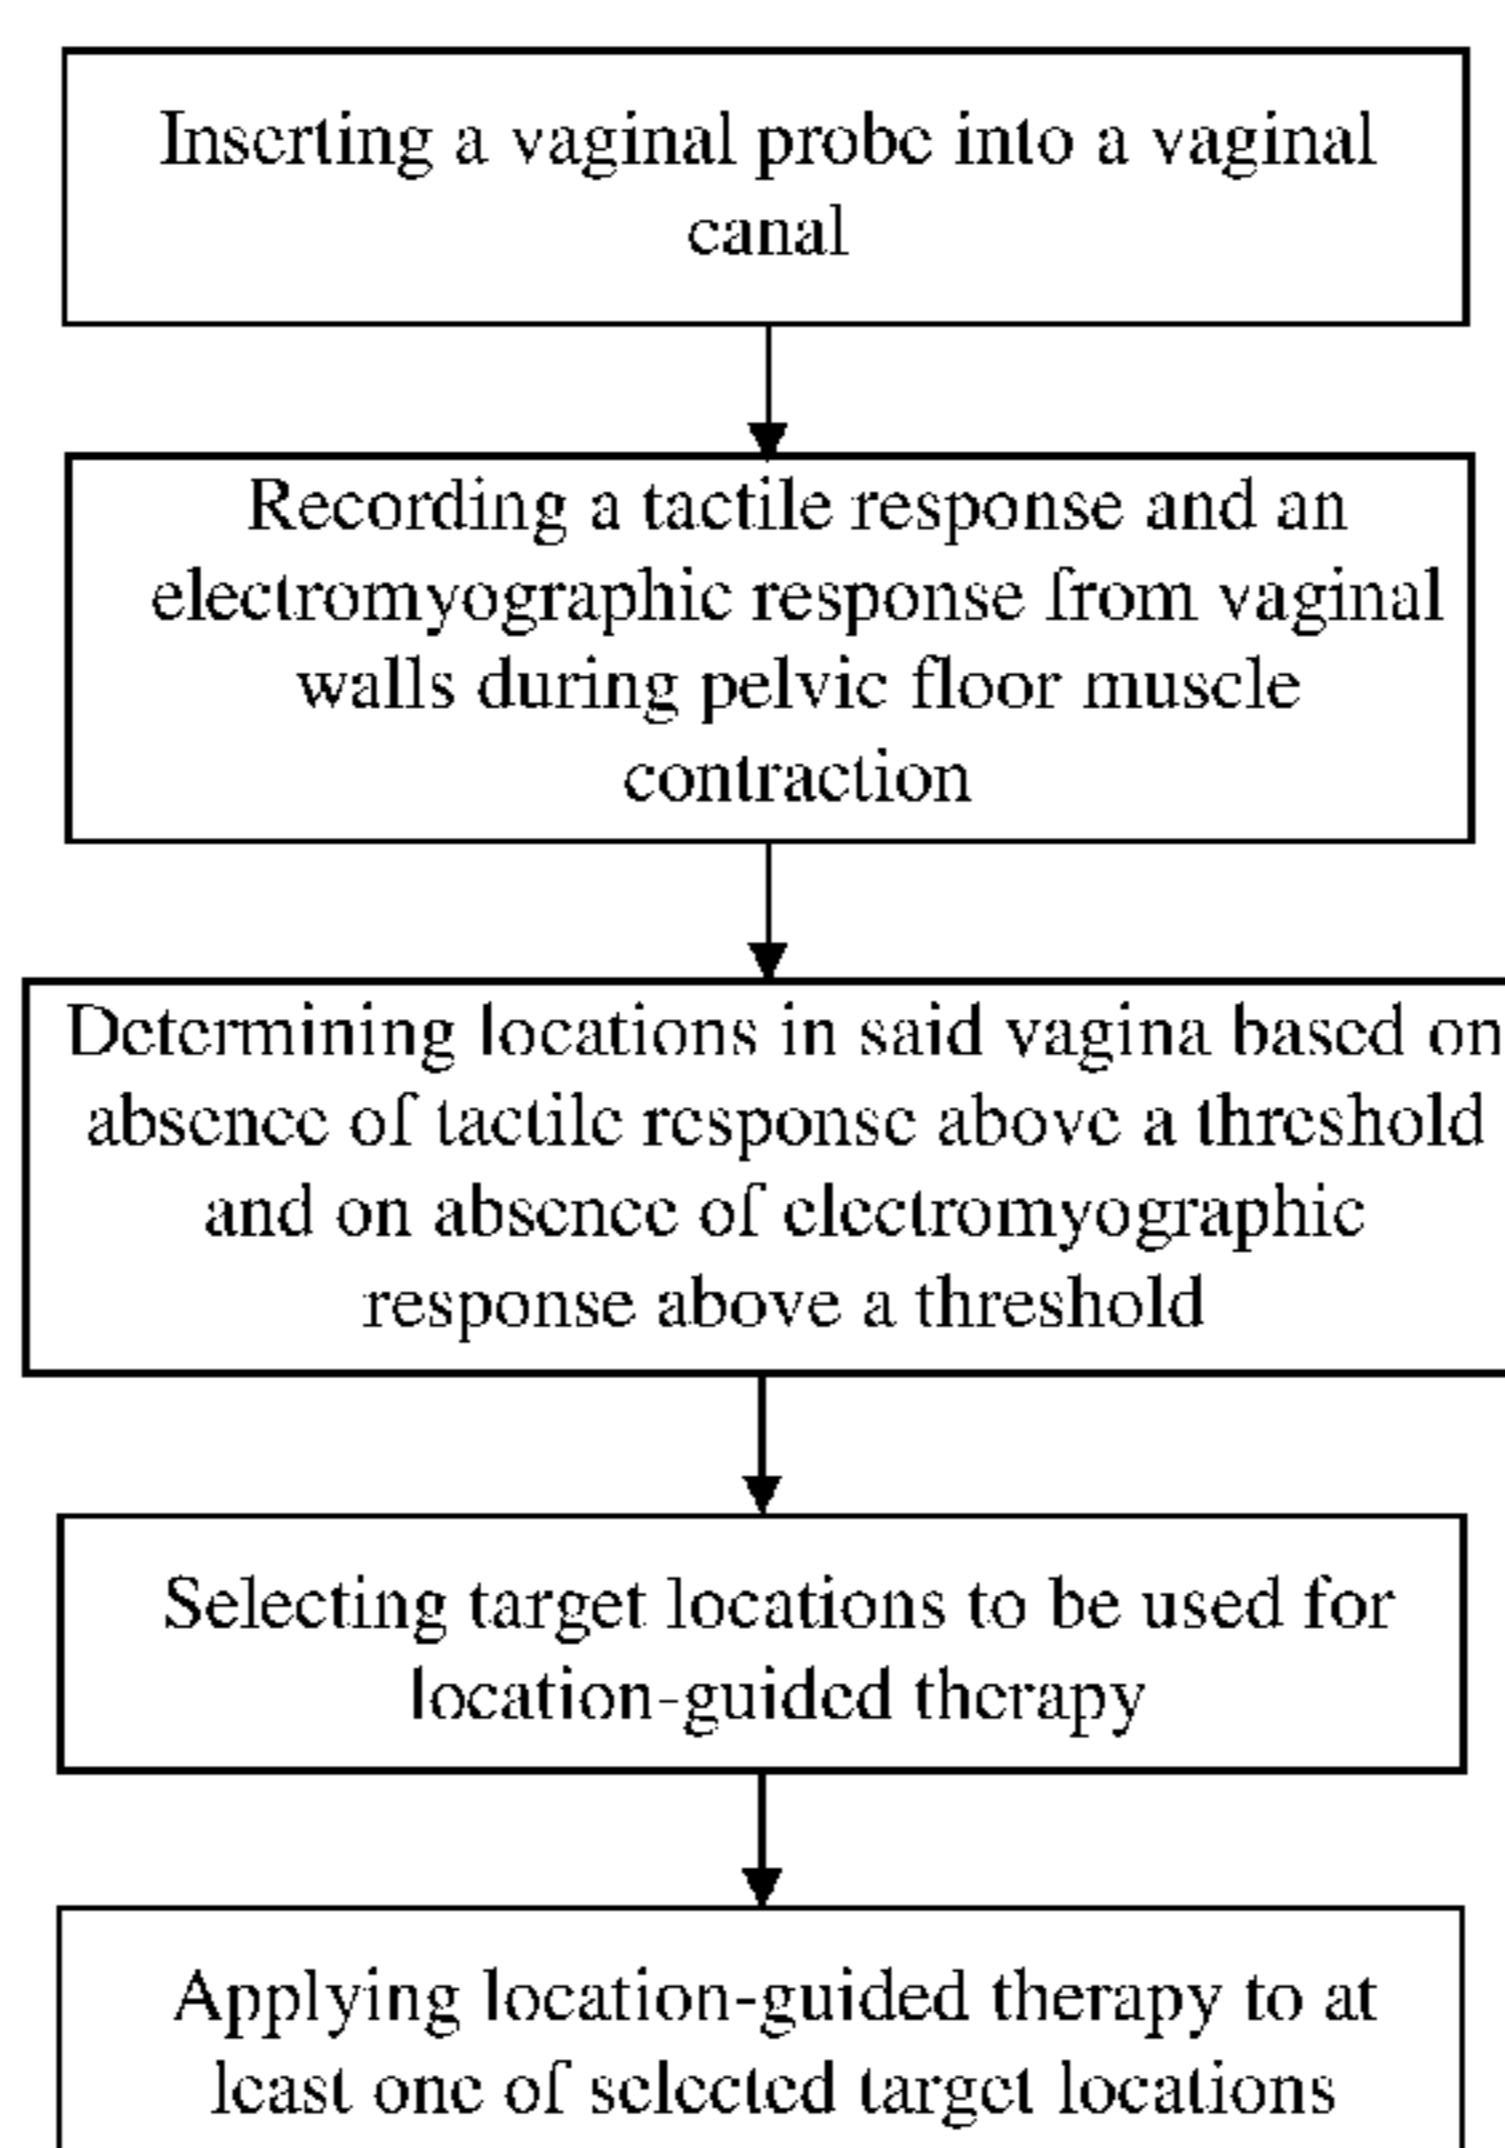 Inserting a vaginal probe into a vaginal
canal
Recording a tactile response and an
electromyographic response from vaginal
walls during pelvic floor muscle
contraction
Determining locations in said vagina based on
absence of tactile response above a threshold
and on absence of electromyographic
response above a threshold
Selecting target locations to be used for
location-guided therapy
Applying location-guided therapy to at
least one of selected target locations